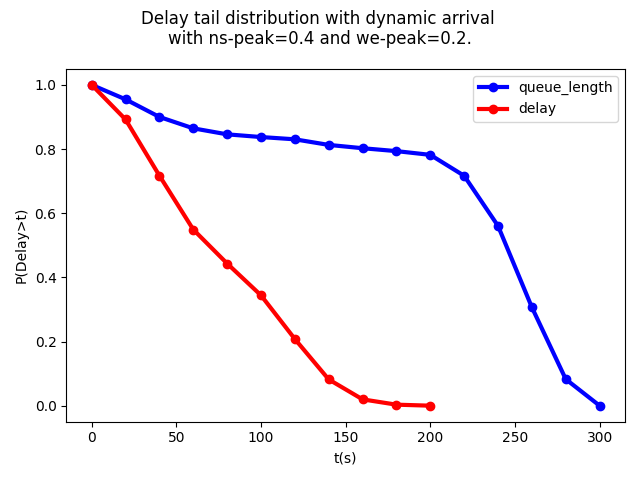 Delay tail distribution with dynamic arrival
with ns-peak=0.4 and we-peak=0.2.
queue_length
delay
P(Delay>t)
1.0
0.8
0.6
0.4
0.2
0.0
0 50 100 150 200 250 300
t(s)